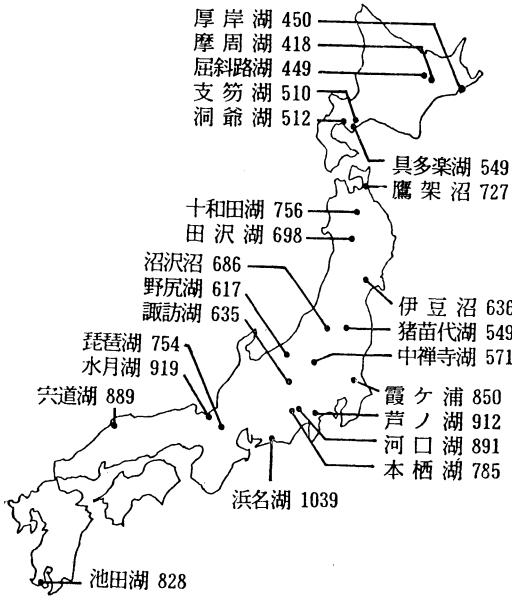 厚岸湖 450
摩周湖 418
屈斜路湖 449
支笏湖 510
洞爺湖 512
具多楽湖 549
鷹架沼 727
十和田湖 756
田沢湖 698
沼沢沼 686
野尻湖 617
諏訪湖 635
伊豆沼 636
猪苗代湖 549
中禅寺湖 571
琵琶湖 754
水月湖 919
宍道湖 889
霞ケ浦 850
芦ノ湖 912
河口湖 891
本栖湖 785
浜名湖 1039
池田湖 828